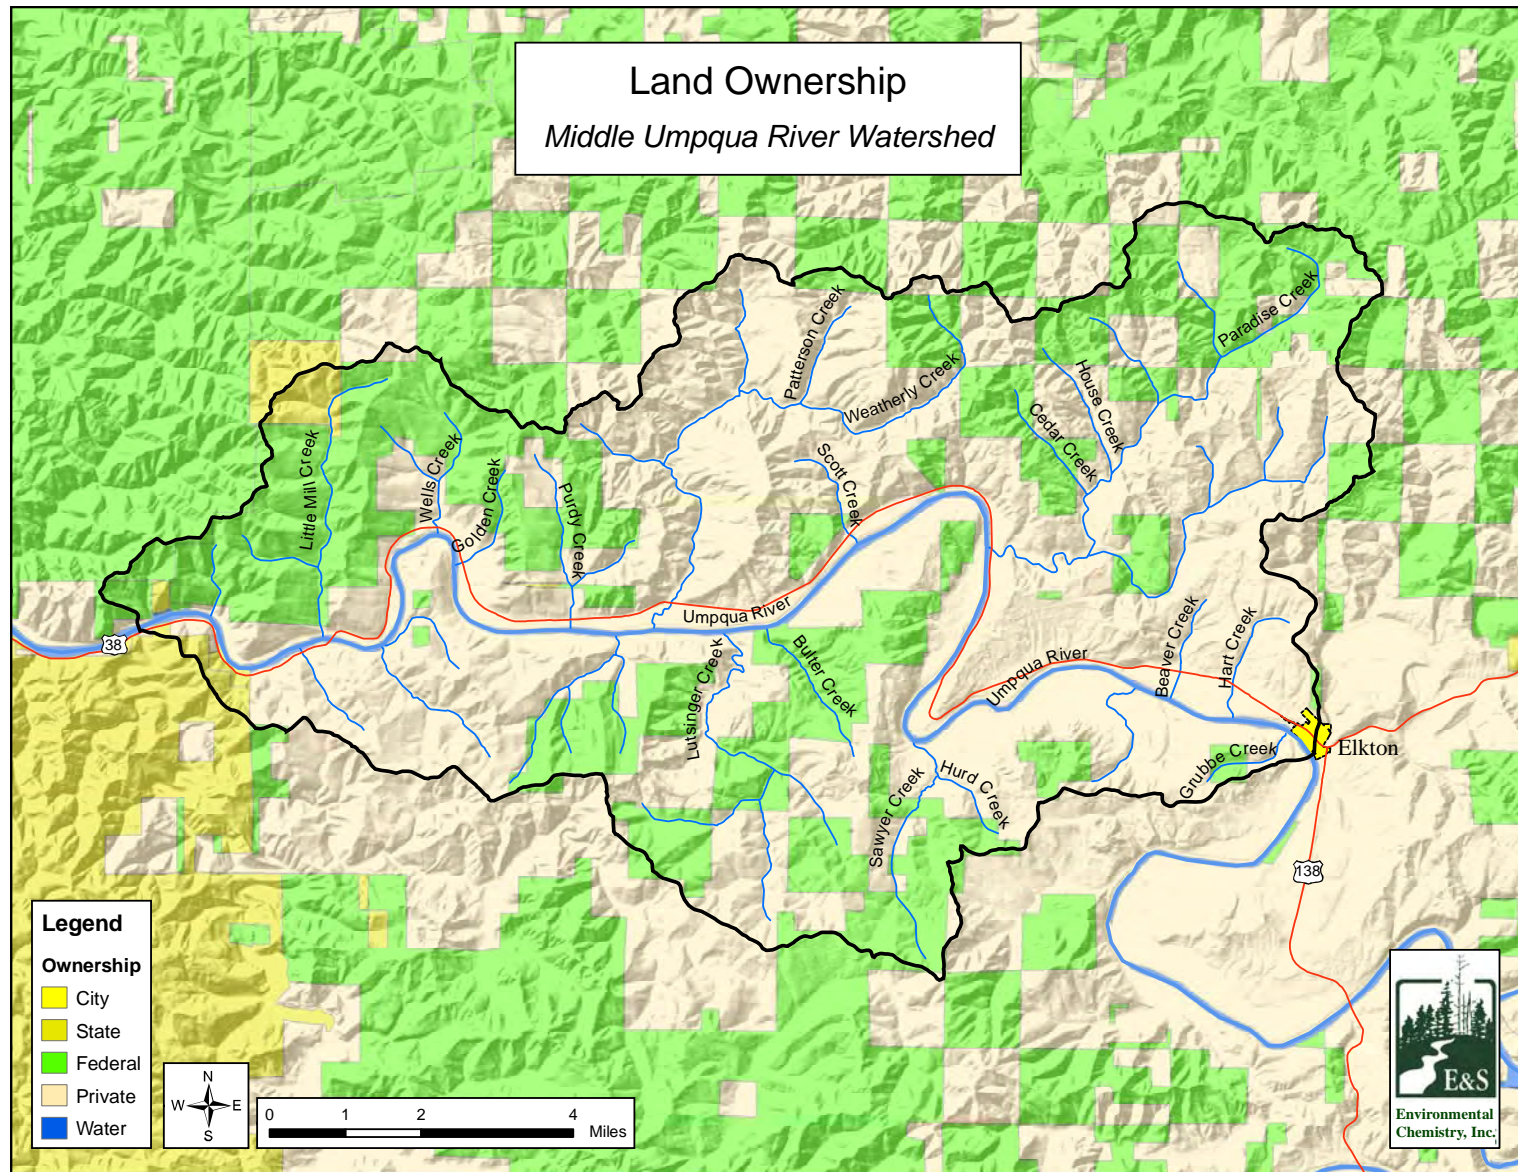 Land Ownership
Middle Umpqua River Watershed
Paradise Creek
Patterson Creek
Weatherly Creek
House Creek
Cedar Creek
Scott Creek
Little Mill Creek
Wells Creek
Golden Creek
Purdy Creek
Umpqua River
38
Lutsinger Creek
Butler Creek
Umpqua River
Beaver Creek
Hart Creek
Elkton
Grubbe Creek
Hurd Creek
Sawyer Creek
138
Legend
Ownership
City
State
Federal
Private
Water
N
W E
S
0 1 2 4
Miles
E&S
Environmental
Chemistry, Inc.